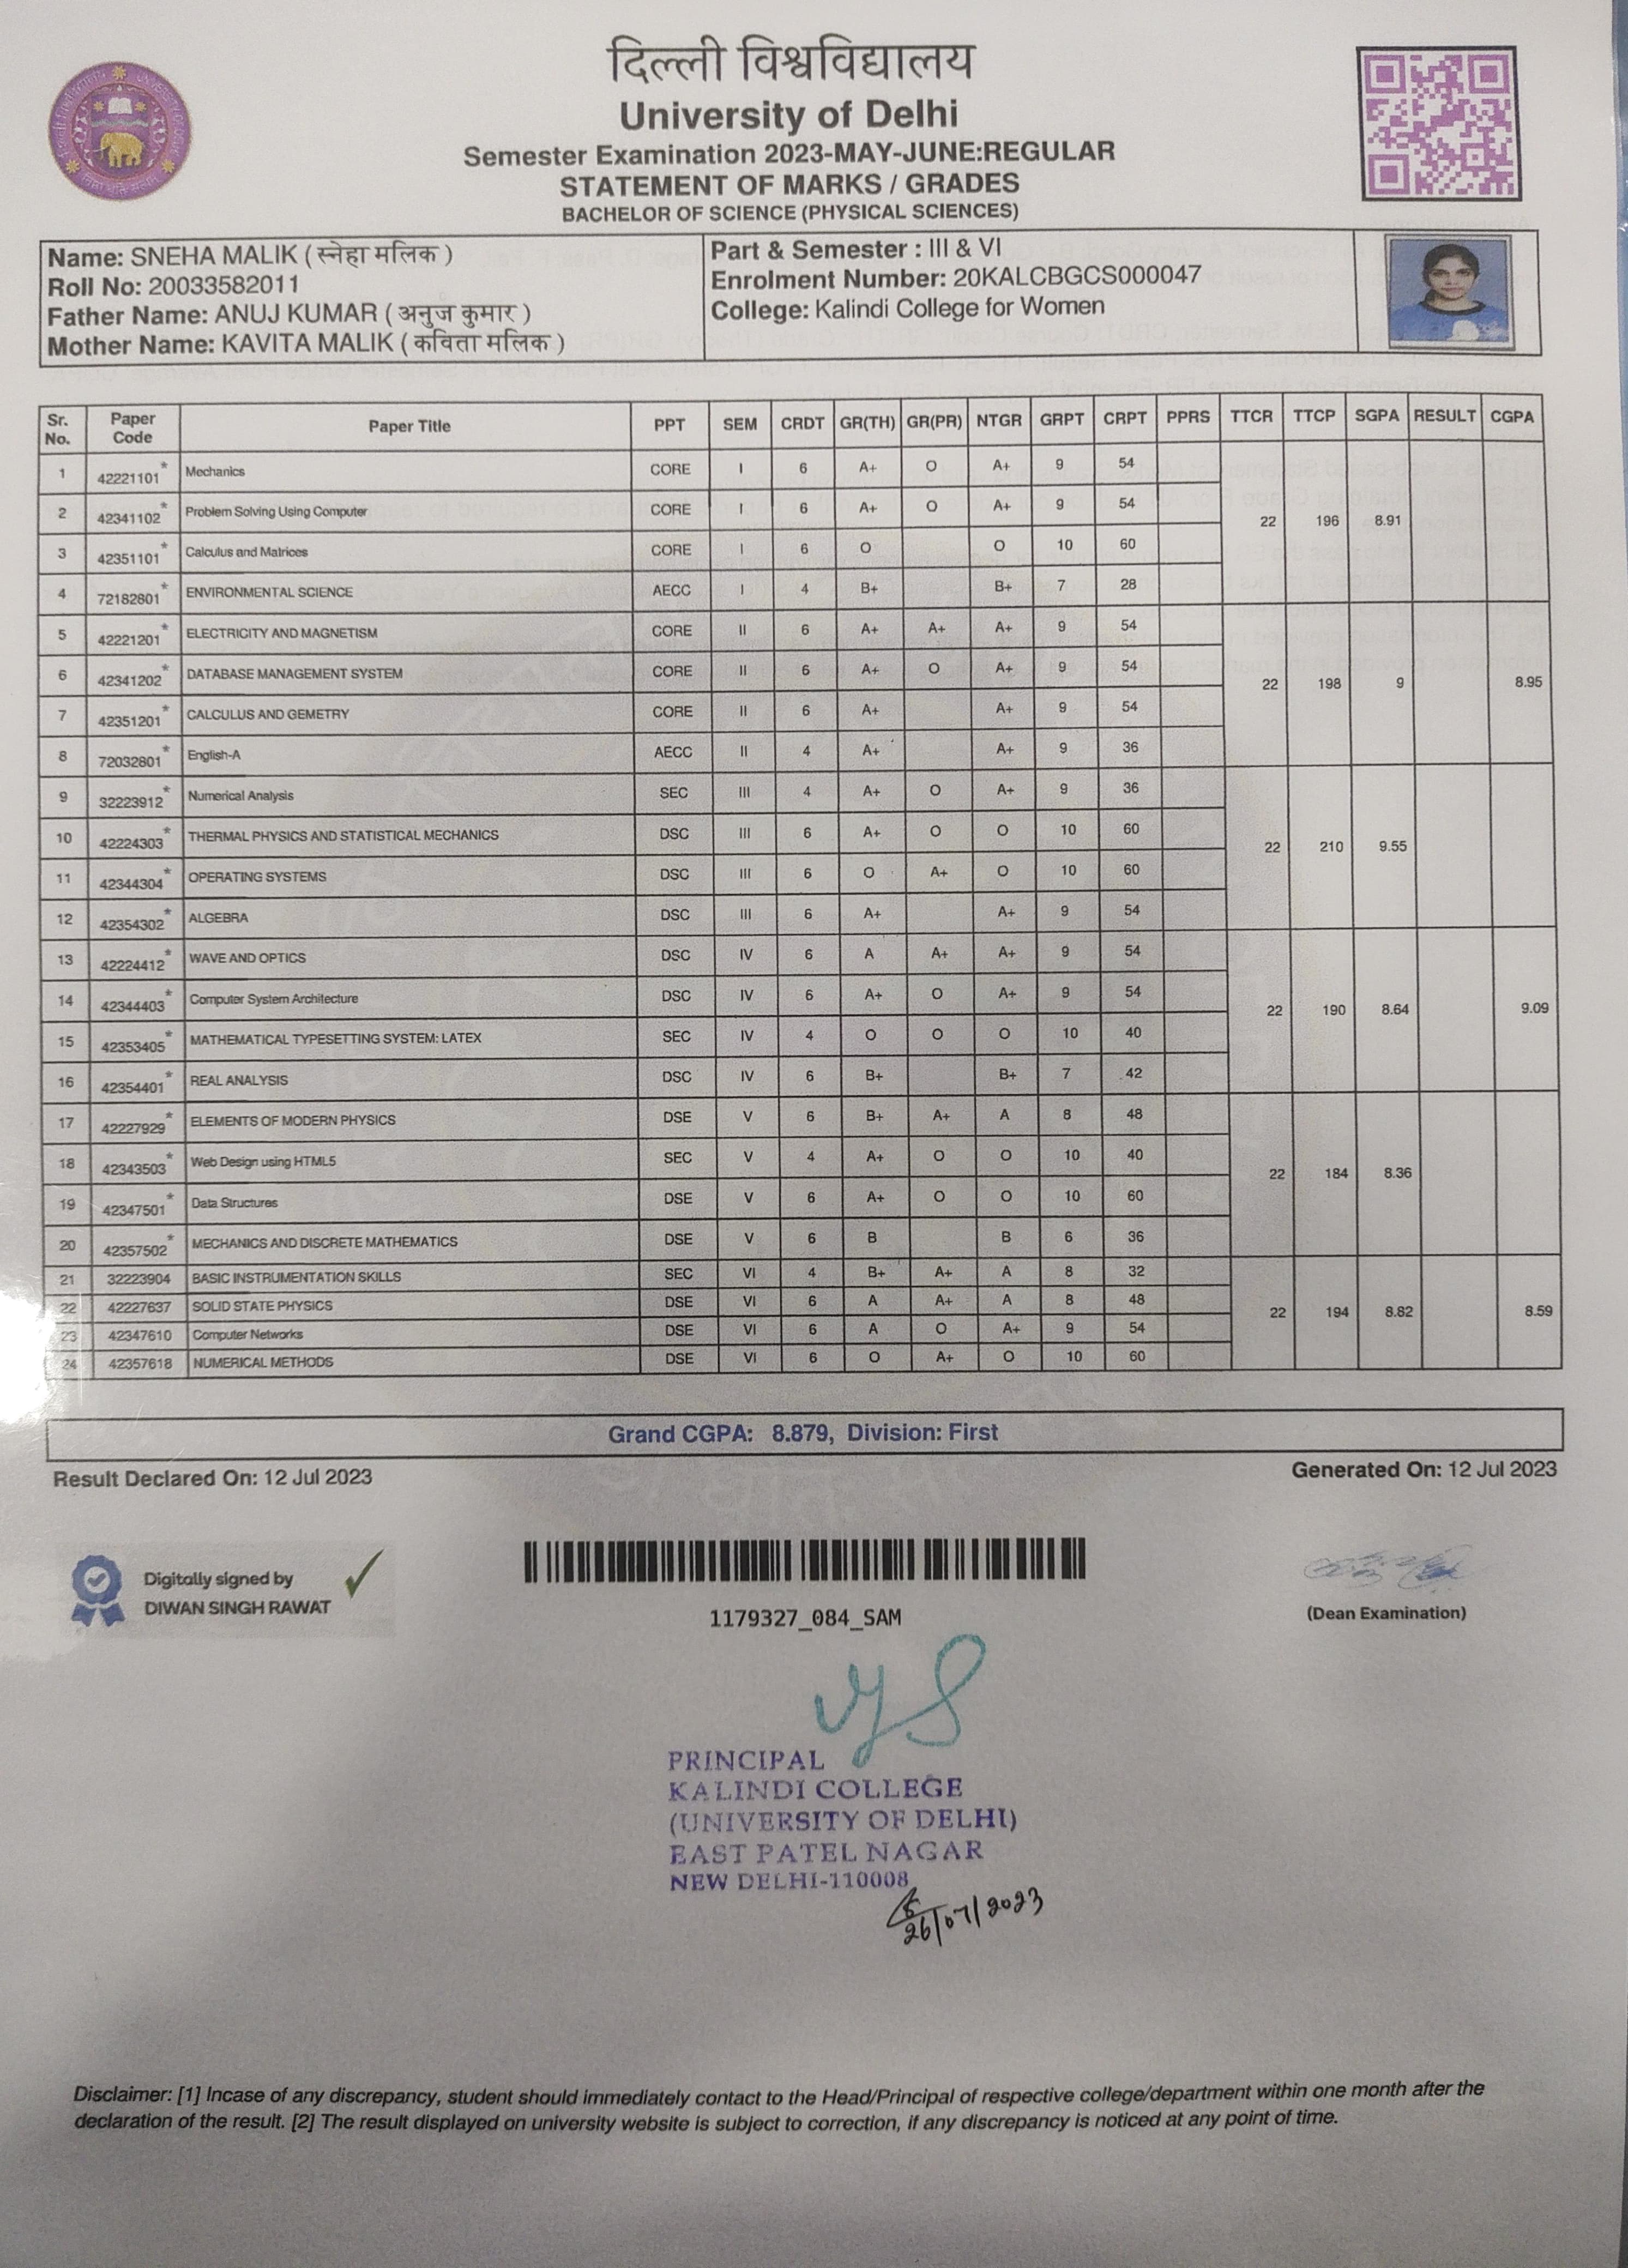 दिल्ली विश्वविद्यालय
University of Delhi
Semester Examination 2023-MAY-JUNE:REGULAR
STATEMENT OF MARKS / GRADES
BACHELOR OF SCIENCE (PHYSICAL SCIENCES)
Name: SNEHA MALIK ( स्नेहा मलिक )
Roll No: 20033582011
Father Name: ANUJ KUMAR ( अनुज कुमार )
Mother Name: KAVITA MALIK ( कविता मलिक )
Part & Semester : III & VI
Enrolment Number: 20KALCBGCS000047
College: Kalindi College for Women
Sr. No. Paper Code Paper Title PPT SEM CRDT GR(TH) GR(PR) NTGR GRPT CRPT PPRS TTCR TTCP SGPA RESULT CGPA
1 42221101* Mechanics CORE I 6 A+ O A+ 9 54
2 42341102* Problem Solving Using Computer CORE I 6 A+ O A+ 9 54 22 196 8.91
3 42351101* Calculus and Matrices CORE I 6 O O 10 60
4 72182801* ENVIRONMENTAL SCIENCE AECC I 4 B+ B+ 7 28
5 42221201* ELECTRICITY AND MAGNETISM CORE II 6 A+ A+ A+ 9 54
6 42341202* DATABASE MANAGEMENT SYSTEM CORE II 6 A+ O A+ 9 54 22 198 9 8.95
7 42351201* CALCULUS AND GEMETRY CORE II 6 A+ A+ 9 54
8 72032801* English-A AECC II 4 A+ A+ 9 36
9 32223912* Numerical Analysis SEC III 4 A+ O A+ 9 36
10 42224303* THERMAL PHYSICS AND STATISTICAL MECHANICS DSC III 6 A+ O O 10 60 22 210 9.55
11 42344304* OPERATING SYSTEMS DSC III 6 O A+ O 10 60
12 42354302* ALGEBRA DSC III 6 A+ A+ 9 54
13 42224412* WAVE AND OPTICS DSC IV 6 A A+ A+ 9 54
14 42344403* Computer System Architecture DSC IV 6 A+ O A+ 9 54 22 190 8.64 9.09
15 42353405* MATHEMATICAL TYPESETTING SYSTEM: LATEX SEC IV 4 O O O 10 40
16 42354401* REAL ANALYSIS DSC IV 6 B+ B+ 7 42
17 42227929* ELEMENTS OF MODERN PHYSICS DSE V 6 B+ A+ A 8 48
18 42343503* Web Design using HTML5 SEC V 4 A+ O O 10 40 22 184 8.36
19 42347501* Data Structures DSE V 6 A+ O O 10 60
20 42357502* MECHANICS AND DISCRETE MATHEMATICS DSE V 6 B B 6 36
21 32223904 BASIC INSTRUMENTATION SKILLS SEC VI 4 B+ A+ A 8 32
22 42227637 SOLID STATE PHYSICS DSE VI 6 A A+ A 8 48 22 194 8.82 8.59
23 42347610 Computer Networks DSE VI 6 A O A+ 9 54
24 42357618 NUMERICAL METHODS DSE VI 6 O A+ O 10 60
Grand CGPA: 8.879, Division: First
Result Declared On: 12 Jul 2023
Generated On: 12 Jul 2023
Digitally signed by
DIWAN SINGH RAWAT
1179327_084_SAM
(Dean Examination)
PRINCIPAL
KALINDI COLLEGE
(UNIVERSITY OF DELHI)
EAST PATEL NAGAR
NEW DELHI-110008
26/07/2023
Disclaimer: [1] Incase of any discrepancy, student should immediately contact to the Head/Principal of respective college/department within one month after the
declaration of the result. [2] The result displayed on university website is subject to correction, if any discrepancy is noticed at any point of time.